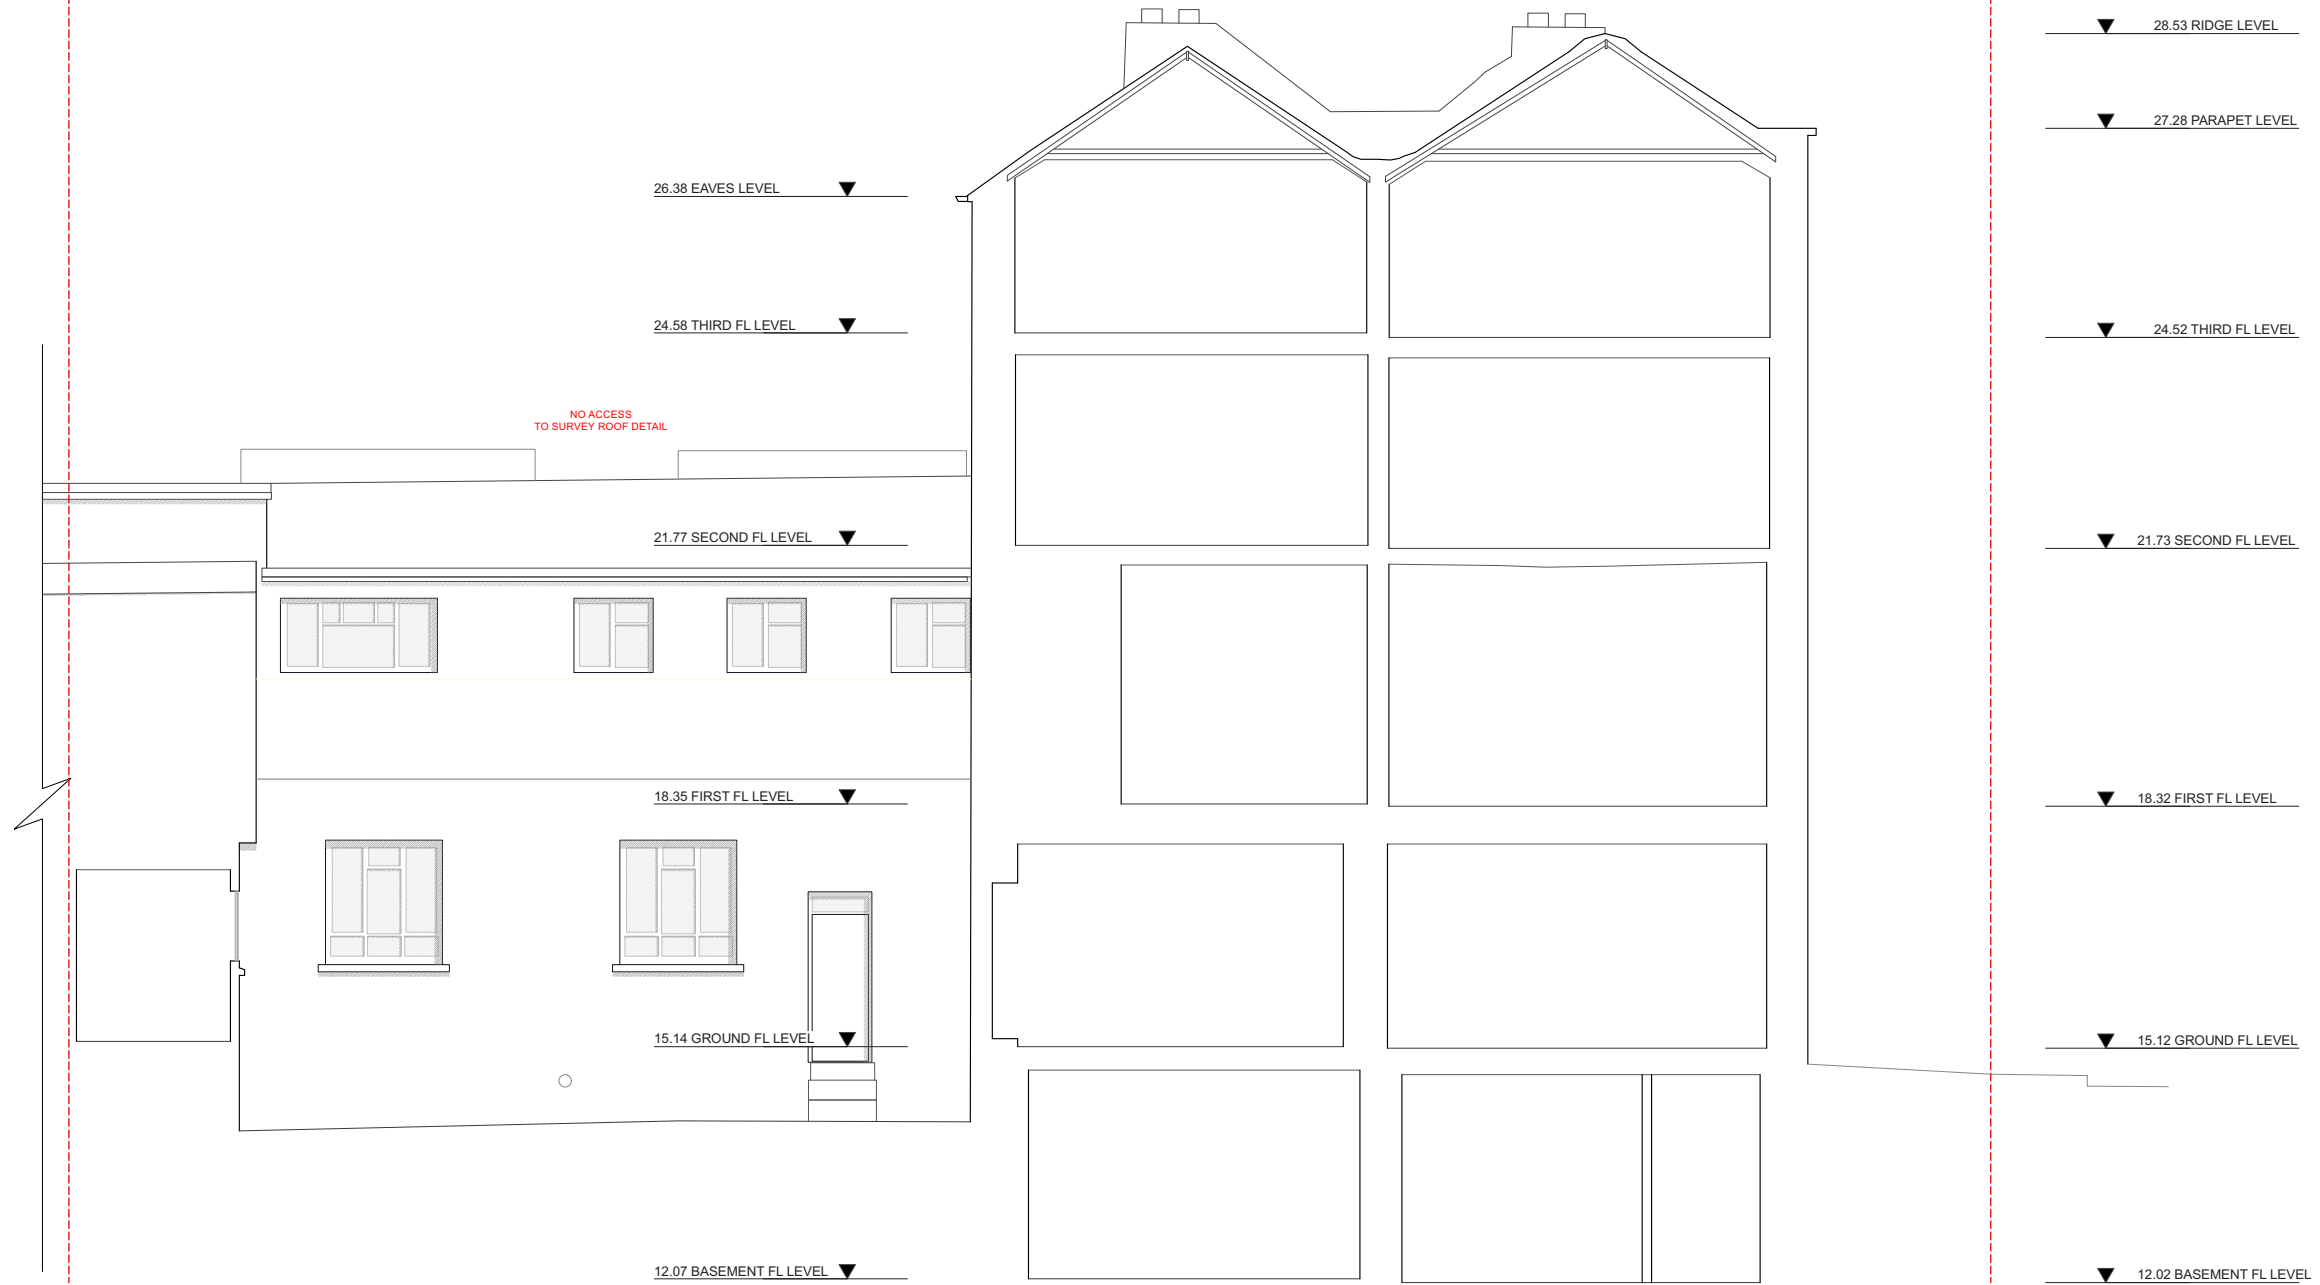 28.53 RIDGE LEVEL
27.28 PARAPET LEVEL
26.38 EAVES LEVEL
24.58 THIRD FL LEVEL
24.52 THIRD FL LEVEL
NO ACCESS
TO SURVEY ROOF DETAIL
21.77 SECOND FL LEVEL
21.73 SECOND FL LEVEL
18.35 FIRST FL LEVEL
18.32 FIRST FL LEVEL
15.14 GROUND FL LEVEL
15.12 GROUND FL LEVEL
12.07 BASEMENT FL LEVEL
12.02 BASEMENT FL LEVEL